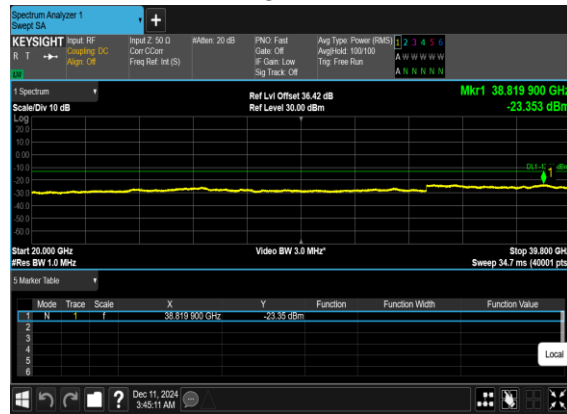 Spectrum Analyzer 1
Swept SA
+
KEYSIGHT Input: RF Input Z: 50 Ω #Atten: 20 dB PNO: Fast Avg Type: Power (RMS) 1 2 3 4 5 6
R T Coupling: DC Corr CCorr Gate: Off Avg|Hold: 100/100 A W W W W W
Align: Off Freq Ref: Int (S) IF Gain: Low Trig: Free Run
Sig Track: Off A N N N N N
1 Spectrum Ref Lvl Offset 36.42 dB Mkr1 38.819 900 GHz
Scale/Div 10 dB Ref Level 30.00 dBm -23.353 dBm
Log
20.0
10.0
0.00
-10.0
1
-20.0
-30.0
-40.0
-50.0
-60.0
Start 20.000 GHz Video BW 3.0 MHz* Stop 39.800 GHz
#Res BW 1.0 MHz Sweep 34.7 ms (40001 pts
5 Marker Table
Mode Trace Scale X Y Function Function Width Function Value
1 N 1 f 38.819 900 GHz -23.35 dBm
2
3
4
5
6
Local
? Dec 11, 2024
3:45:11 AM